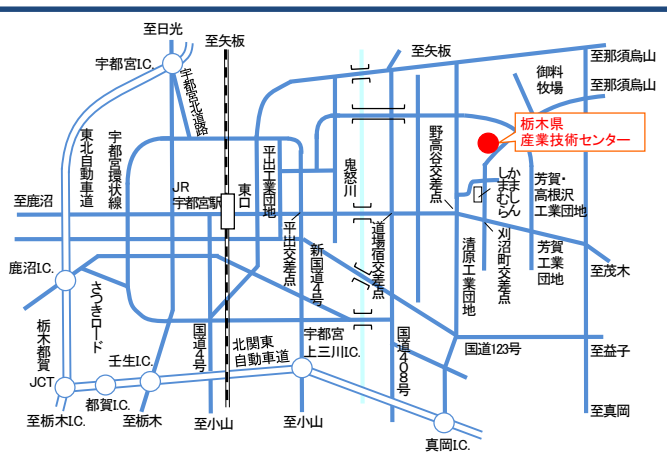 至日光
至矢板
至矢板
至那須烏山
宇都宮I.C.
御料
牧場
至那須烏山
宇都宮北道路
栃木県
産業技術センター
東北自動車道
宇都宮環状線
平出工業団地
鬼怒川
野高谷交差点
かましん
しまむら
芳賀・
高根沢
工業団地
JR
宇都宮駅
東口
至鹿沼
平出交差点
新国道4号
道場宿交差点
清原工業団地
刈沼町交差点
芳賀
工業
団地
至茂木
鹿沼I.C.
さつきロード
栃木都賀
JCT
国道4号
北関東
自動車道
宇都宮
上三川I.C.
国道408号
国道123号
至益子
壬生I.C.
都賀I.C.
至栃木I.C.
至栃木
至小山
至小山
真岡I.C.
至真岡